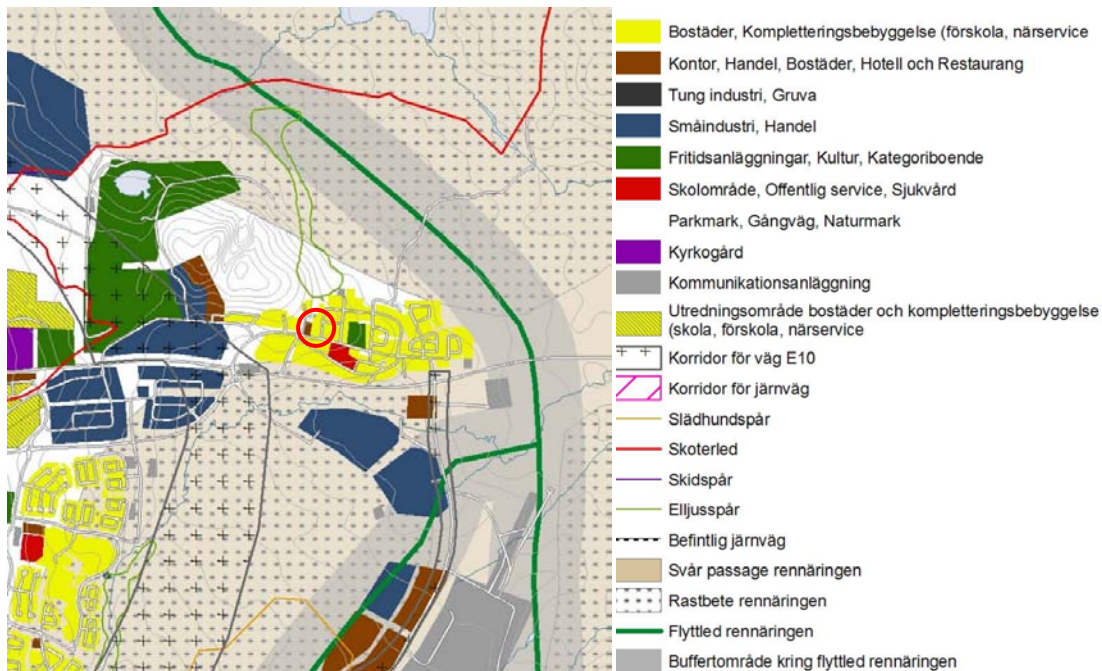 Bostäder, Kompletteringsbebyggelse (förskola, närservice
Kontor, Handel, Bostäder, Hotell och Restaurang
Tung industri, Gruva
Småindustri, Handel
Fritidsanläggningar, Kultur, Kategoriboende
Skolområde, Offentlig service, Sjukvård
Parkmark, Gångväg, Naturmark
Kyrkogård
Kommunikationsanläggning
Utredningsområde bostäder och kompletteringsbebyggelse
(skola, förskola, närservice
Korridor för väg E10
Korridor för järnväg
Slädhundspår
Skoterled
Skidspår
Elljusspår
Befintlig järnväg
Svår passage rennäringen
Rastbete rennäringen
Flyttled rennäringen
Buffertområde kring flyttled rennäringen